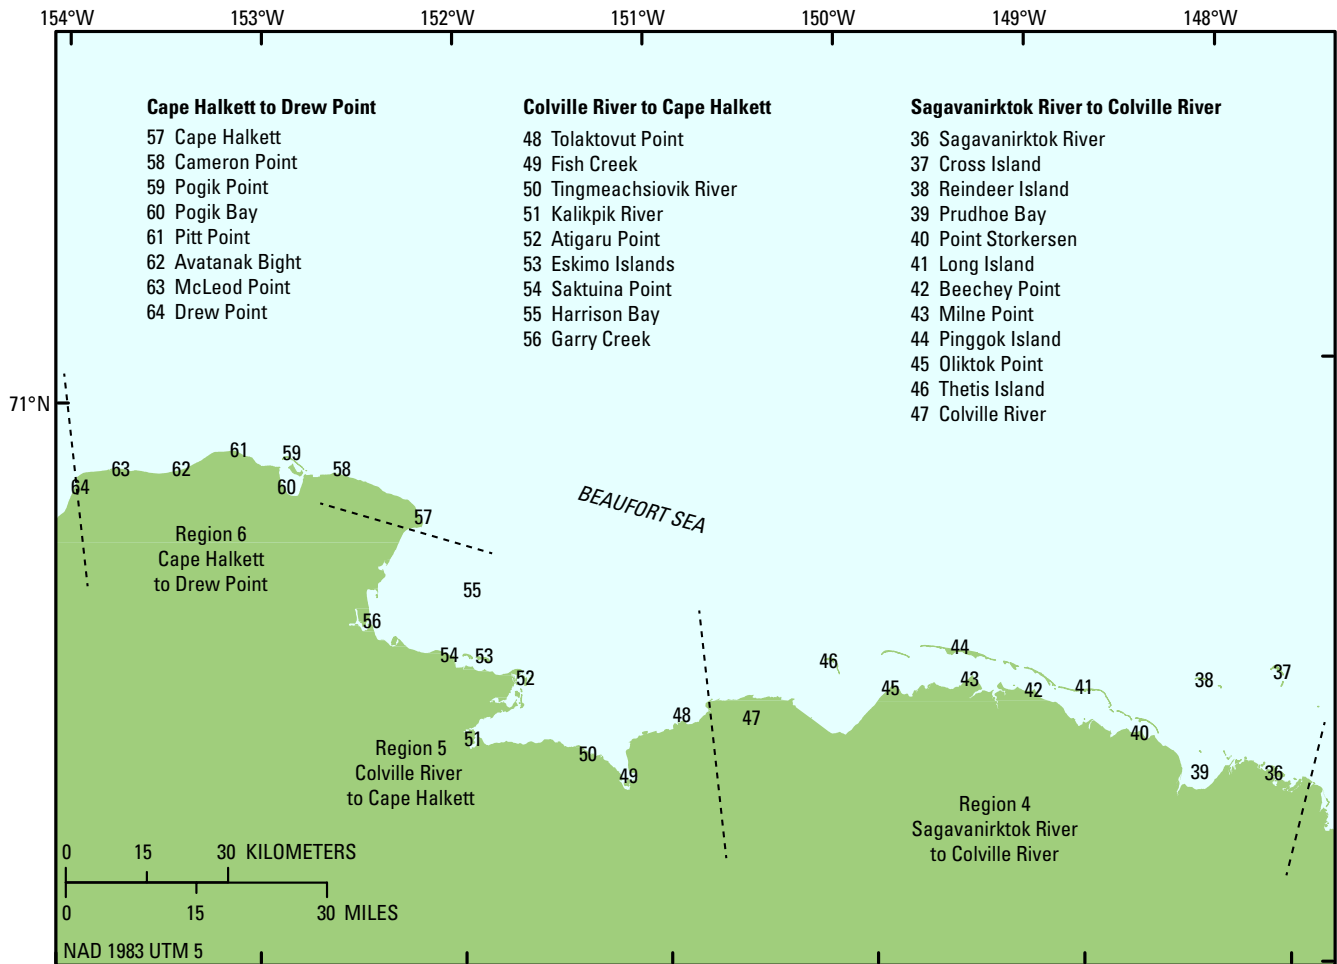 154°W 153°W 152°W 151°W 150°W 149°W 148°W
Cape Halkett to Drew Point
57 Cape Halkett
58 Cameron Point
59 Pogik Point
60 Pogik Bay
61 Pitt Point
62 Avatanak Bight
63 McLeod Point
64 Drew Point
Colville River to Cape Halkett
48 Tolaktovut Point
49 Fish Creek
50 Tingmeachsiovik River
51 Kalikpik River
52 Atigaru Point
53 Eskimo Islands
54 Saktuina Point
55 Harrison Bay
56 Garry Creek
Sagavanirktok River to Colville River
36 Sagavanirktok River
37 Cross Island
38 Reindeer Island
39 Prudhoe Bay
40 Point Storkersen
41 Long Island
42 Beechey Point
43 Milne Point
44 Pinggok Island
45 Oliktok Point
46 Thetis Island
47 Colville River
71°N
64
63
62
61
59
60
58
57
BEAUFORT SEA
Region 6
Cape Halkett
to Drew Point
55
56
54
53
52
51
50
49
48
47
46
45
44
43
42
41
40
38
37
39
36
Region 5
Colville River
to Cape Halkett
Region 4
Sagavanirktok River
to Colville River
0 15 30 KILOMETERS
0 15 30 MILES
NAD 1983 UTM 5